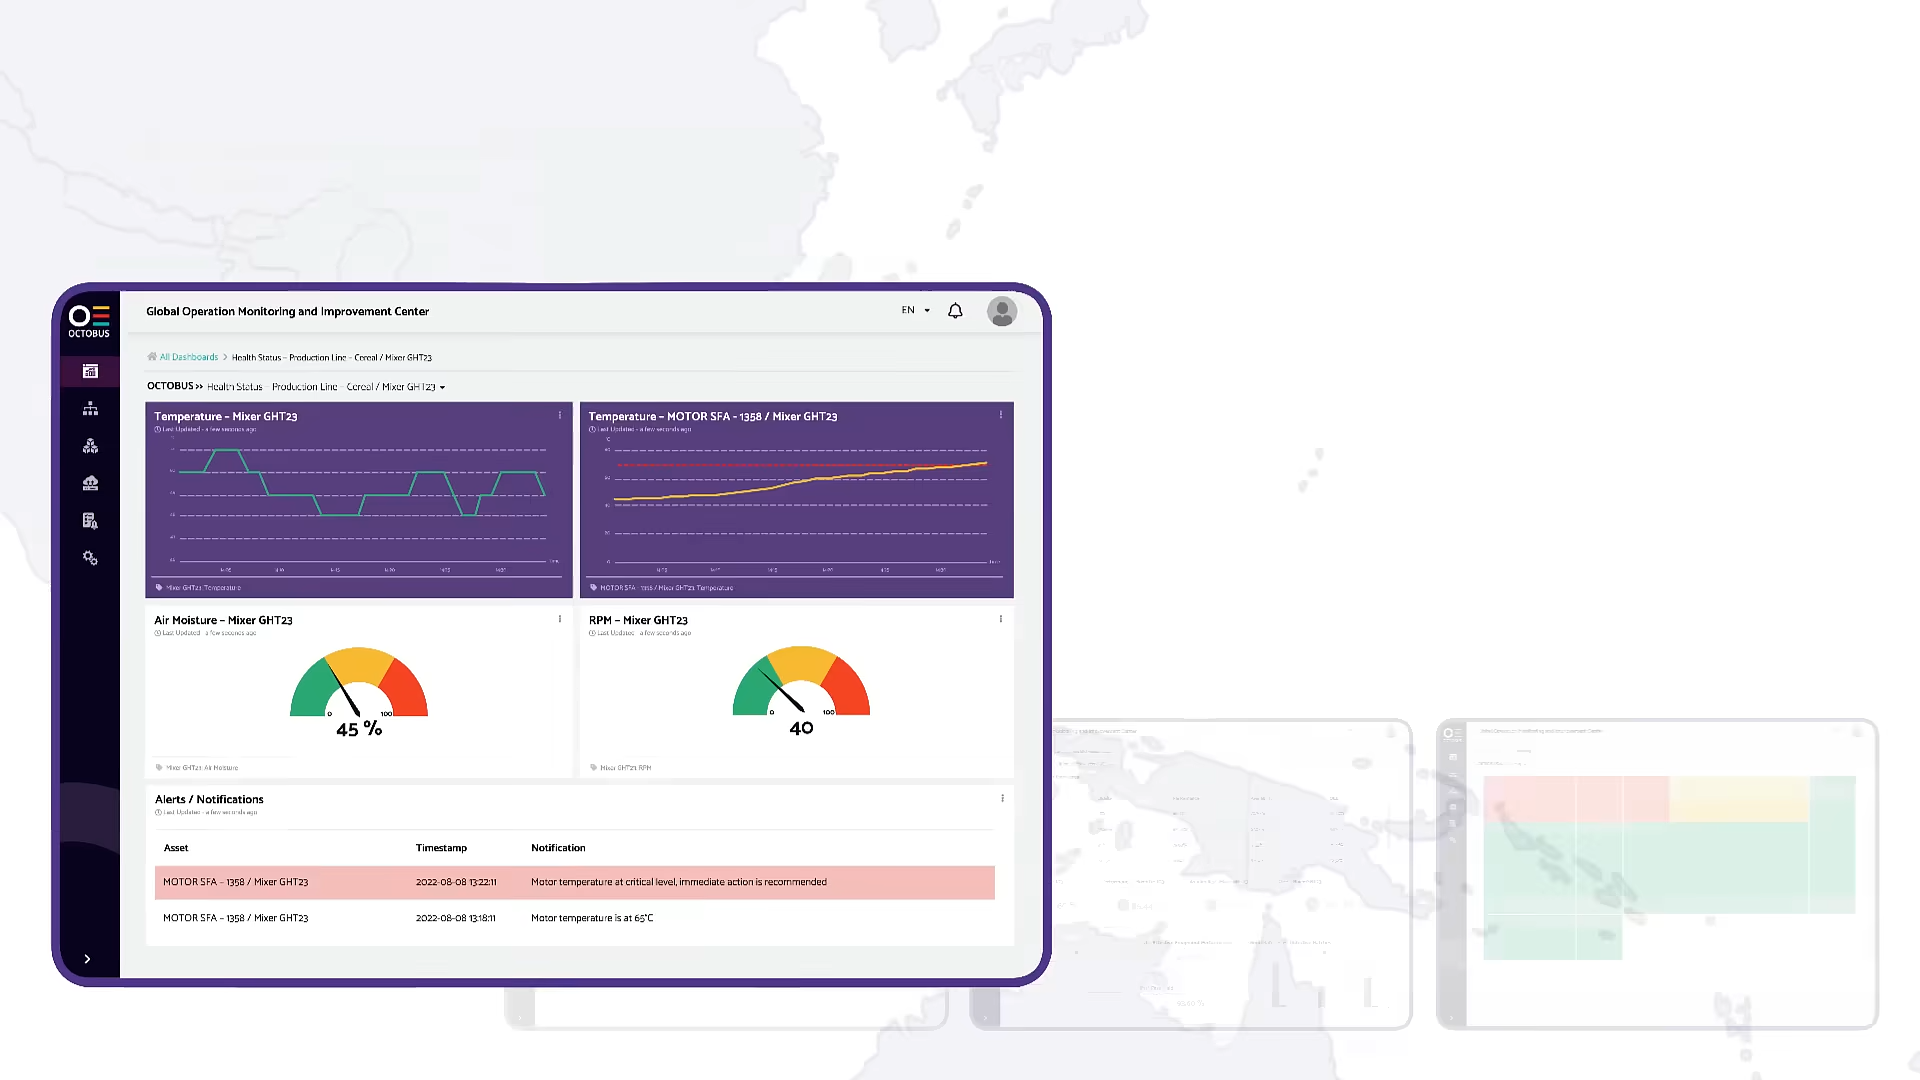 OCTOBUS
Global Operation Monitoring and Improvement Center
EN
All Dashboards > Health Status – Production Line – Cereal / Mixer GHT23
OCTOBUS >> Health Status – Production Line – Cereal / Mixer GHT23
Temperature – Mixer GHT23
Last Updated - a few seconds ago
Mixer GHT23: Temperature
Temperature – MOTOR SFA - 1358 / Mixer GHT23
Last Updated - a few seconds ago
MOTOR SFA - 1358 / Mixer GHT23: Temperature
Air Moisture – Mixer GHT23
Last Updated - a few seconds ago
0 100
45 %
Mixer GHT23: Air Moisture
RPM – Mixer GHT23
Last Updated - a few seconds ago
0 100
40
Mixer GHT23: RPM
Alerts / Notifications
Last Updated - a few seconds ago
Asset Timestamp Notification
MOTOR SFA – 1358 / Mixer GHT23 2022-08-08 13:22:11 Motor temperature at critical level, immediate action is recommended
MOTOR SFA – 1358 / Mixer GHT23 2022-08-08 13:18:11 Motor temperature is at 65°C